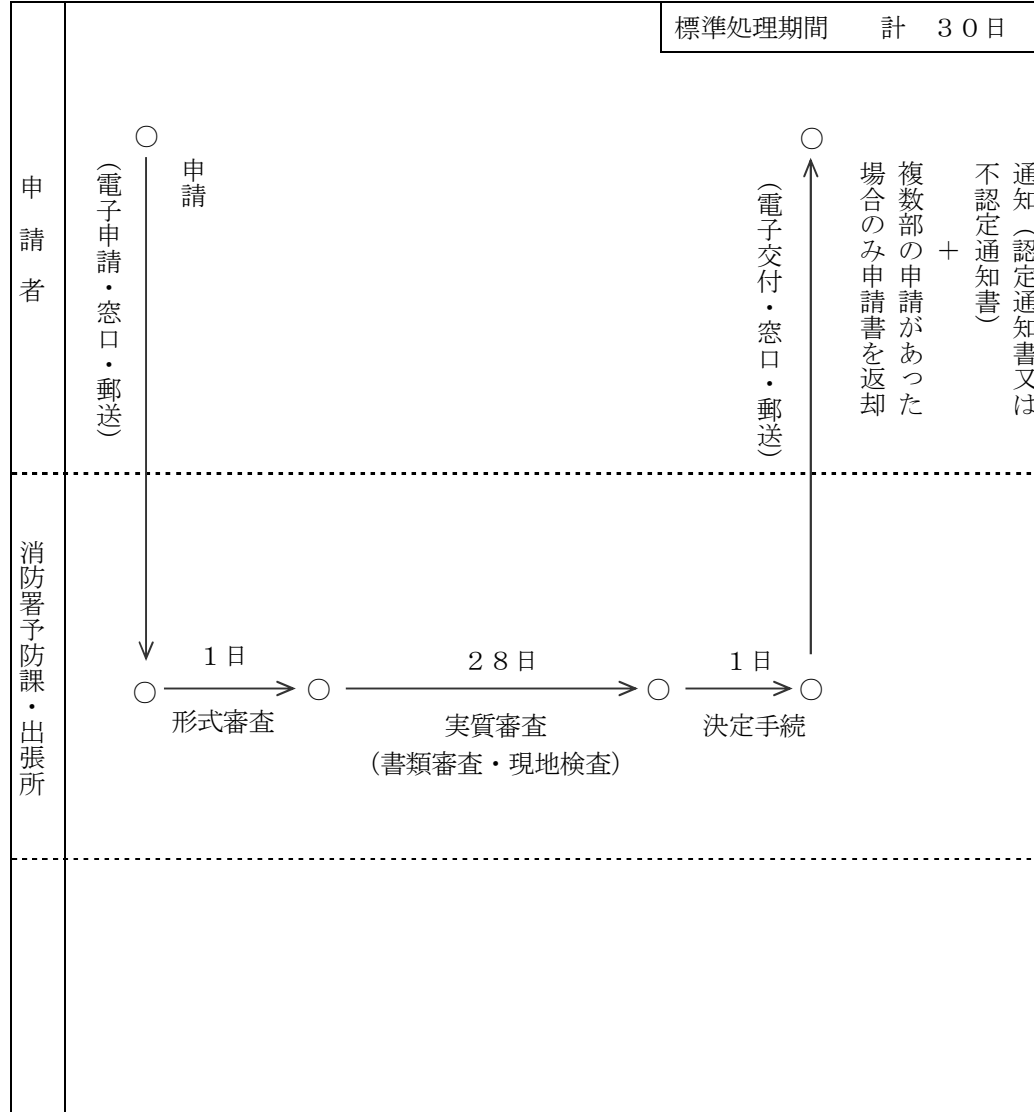 標準処理期間　計　３０日
申請者
申請
（電子申請・窓口・郵送）
通知（認定通知書又は
不認定通知書）
＋
複数部の申請があった
場合のみ申請書を返却
（電子交付・窓口・郵送）
消防署予防課・出張所
１日
形式審査
２８日
実質審査
（書類審査・現地検査）
１日
決定手続